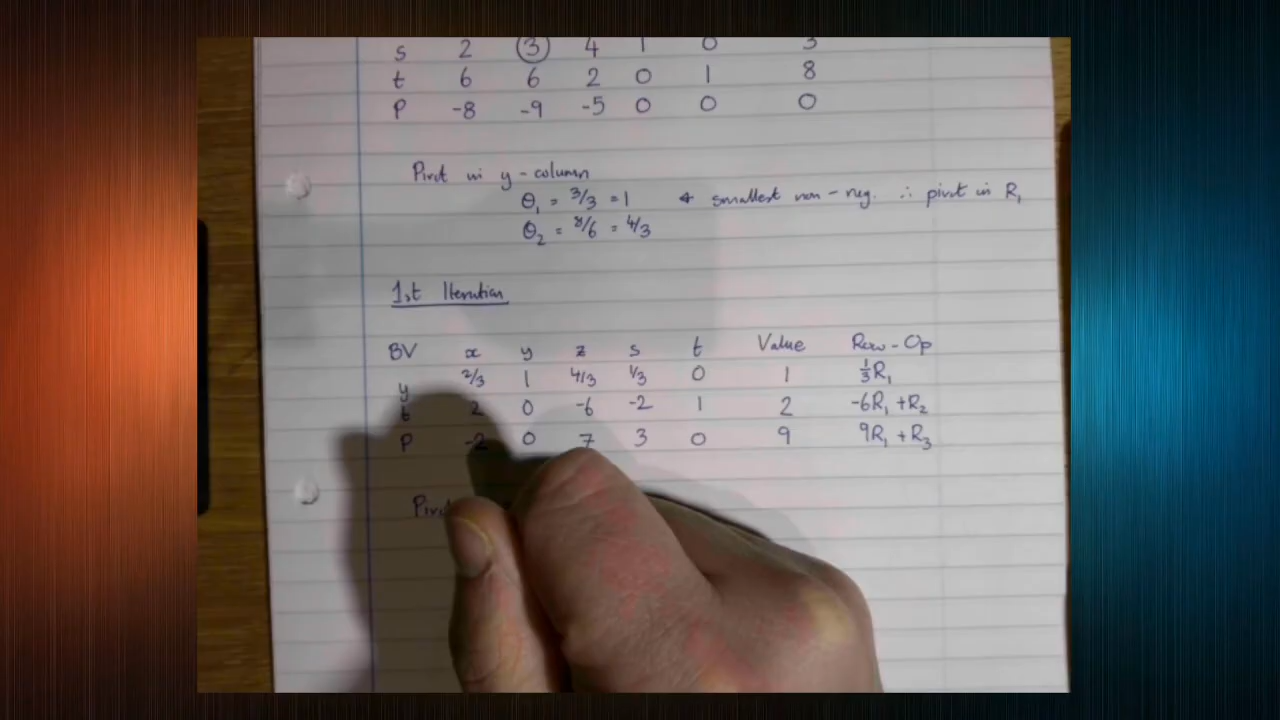 s 2 3 4 1 0 3
t 6 6 2 0 1 8
P -8 -9 -5 0 0 0
Pivot in y-column
θ₁ = 3/3 = 1 ← smallest non-neg. ∴ pivot in R₁
θ₂ = 8/6 = 4/3
1st Iteration
BV x y z s t Value Row-Op
y 2/3 1 4/3 1/3 0 1 1/3 R₁
t 2 0 -6 -2 1 2 -6R₁ +R₂
P -2 0 7 3 0 9 9R₁ +R₃
Pivot